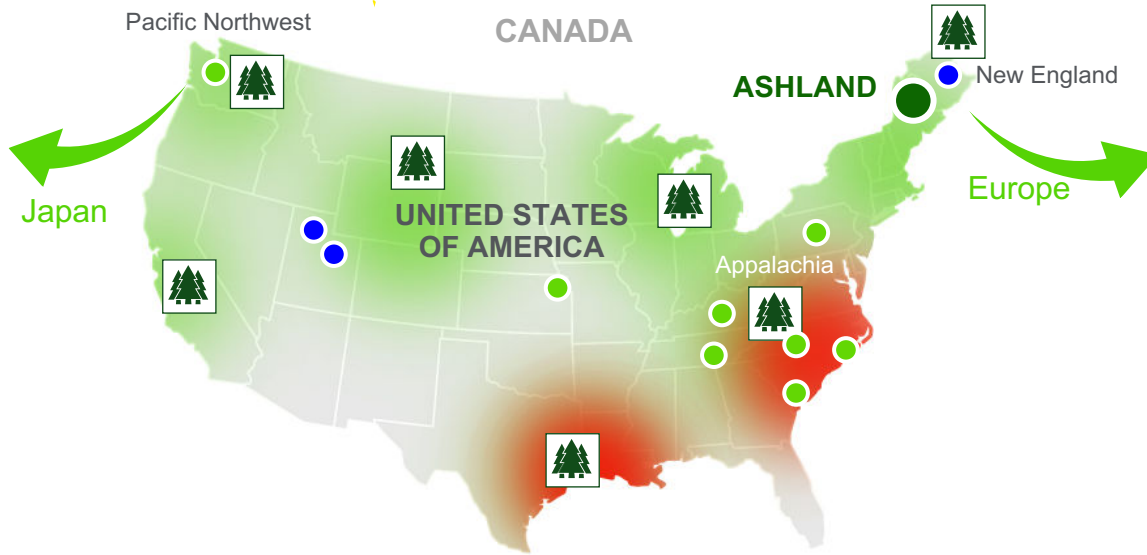 Pacific Northwest
CANADA
ASHLAND
New England
Japan
Europe
UNITED STATES
OF AMERICA
Appalachia